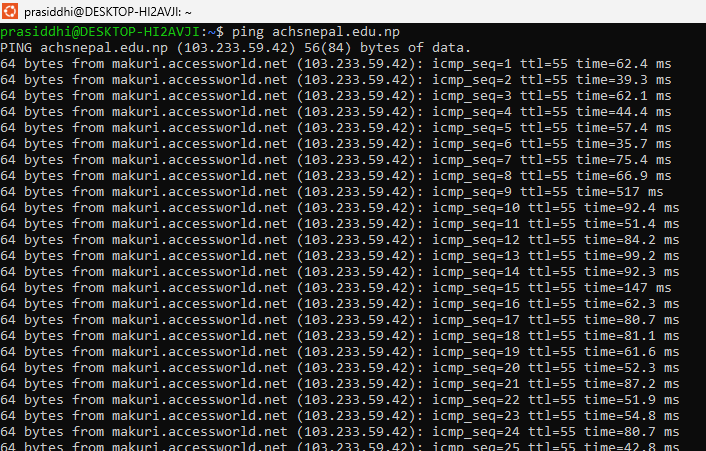 prasiddhi@DESKTOP-HI2AVJI: ~
prasiddhi@DESKTOP-HI2AVJI:~$ ping achsnepal.edu.np
PING achsnepal.edu.np (103.233.59.42) 56(84) bytes of data.
64 bytes from makuri.accessworld.net (103.233.59.42): icmp_seq=1 ttl=55 time=62.4 ms
64 bytes from makuri.accessworld.net (103.233.59.42): icmp_seq=2 ttl=55 time=39.3 ms
64 bytes from makuri.accessworld.net (103.233.59.42): icmp_seq=3 ttl=55 time=62.1 ms
64 bytes from makuri.accessworld.net (103.233.59.42): icmp_seq=4 ttl=55 time=44.4 ms
64 bytes from makuri.accessworld.net (103.233.59.42): icmp_seq=5 ttl=55 time=57.4 ms
64 bytes from makuri.accessworld.net (103.233.59.42): icmp_seq=6 ttl=55 time=35.7 ms
64 bytes from makuri.accessworld.net (103.233.59.42): icmp_seq=7 ttl=55 time=75.4 ms
64 bytes from makuri.accessworld.net (103.233.59.42): icmp_seq=8 ttl=55 time=66.9 ms
64 bytes from makuri.accessworld.net (103.233.59.42): icmp_seq=9 ttl=55 time=517 ms
64 bytes from makuri.accessworld.net (103.233.59.42): icmp_seq=10 ttl=55 time=92.4 ms
64 bytes from makuri.accessworld.net (103.233.59.42): icmp_seq=11 ttl=55 time=51.4 ms
64 bytes from makuri.accessworld.net (103.233.59.42): icmp_seq=12 ttl=55 time=84.2 ms
64 bytes from makuri.accessworld.net (103.233.59.42): icmp_seq=13 ttl=55 time=99.2 ms
64 bytes from makuri.accessworld.net (103.233.59.42): icmp_seq=14 ttl=55 time=92.3 ms
64 bytes from makuri.accessworld.net (103.233.59.42): icmp_seq=15 ttl=55 time=147 ms
64 bytes from makuri.accessworld.net (103.233.59.42): icmp_seq=16 ttl=55 time=62.3 ms
64 bytes from makuri.accessworld.net (103.233.59.42): icmp_seq=17 ttl=55 time=80.7 ms
64 bytes from makuri.accessworld.net (103.233.59.42): icmp_seq=18 ttl=55 time=81.1 ms
64 bytes from makuri.accessworld.net (103.233.59.42): icmp_seq=19 ttl=55 time=61.6 ms
64 bytes from makuri.accessworld.net (103.233.59.42): icmp_seq=20 ttl=55 time=52.3 ms
64 bytes from makuri.accessworld.net (103.233.59.42): icmp_seq=21 ttl=55 time=87.2 ms
64 bytes from makuri.accessworld.net (103.233.59.42): icmp_seq=22 ttl=55 time=51.9 ms
64 bytes from makuri.accessworld.net (103.233.59.42): icmp_seq=23 ttl=55 time=54.8 ms
64 bytes from makuri.accessworld.net (103.233.59.42): icmp_seq=24 ttl=55 time=80.7 ms
64 bytes from makuri.accessworld.net (103.233.59.42): icmp_seq=25 ttl=55 time=42.8 ms